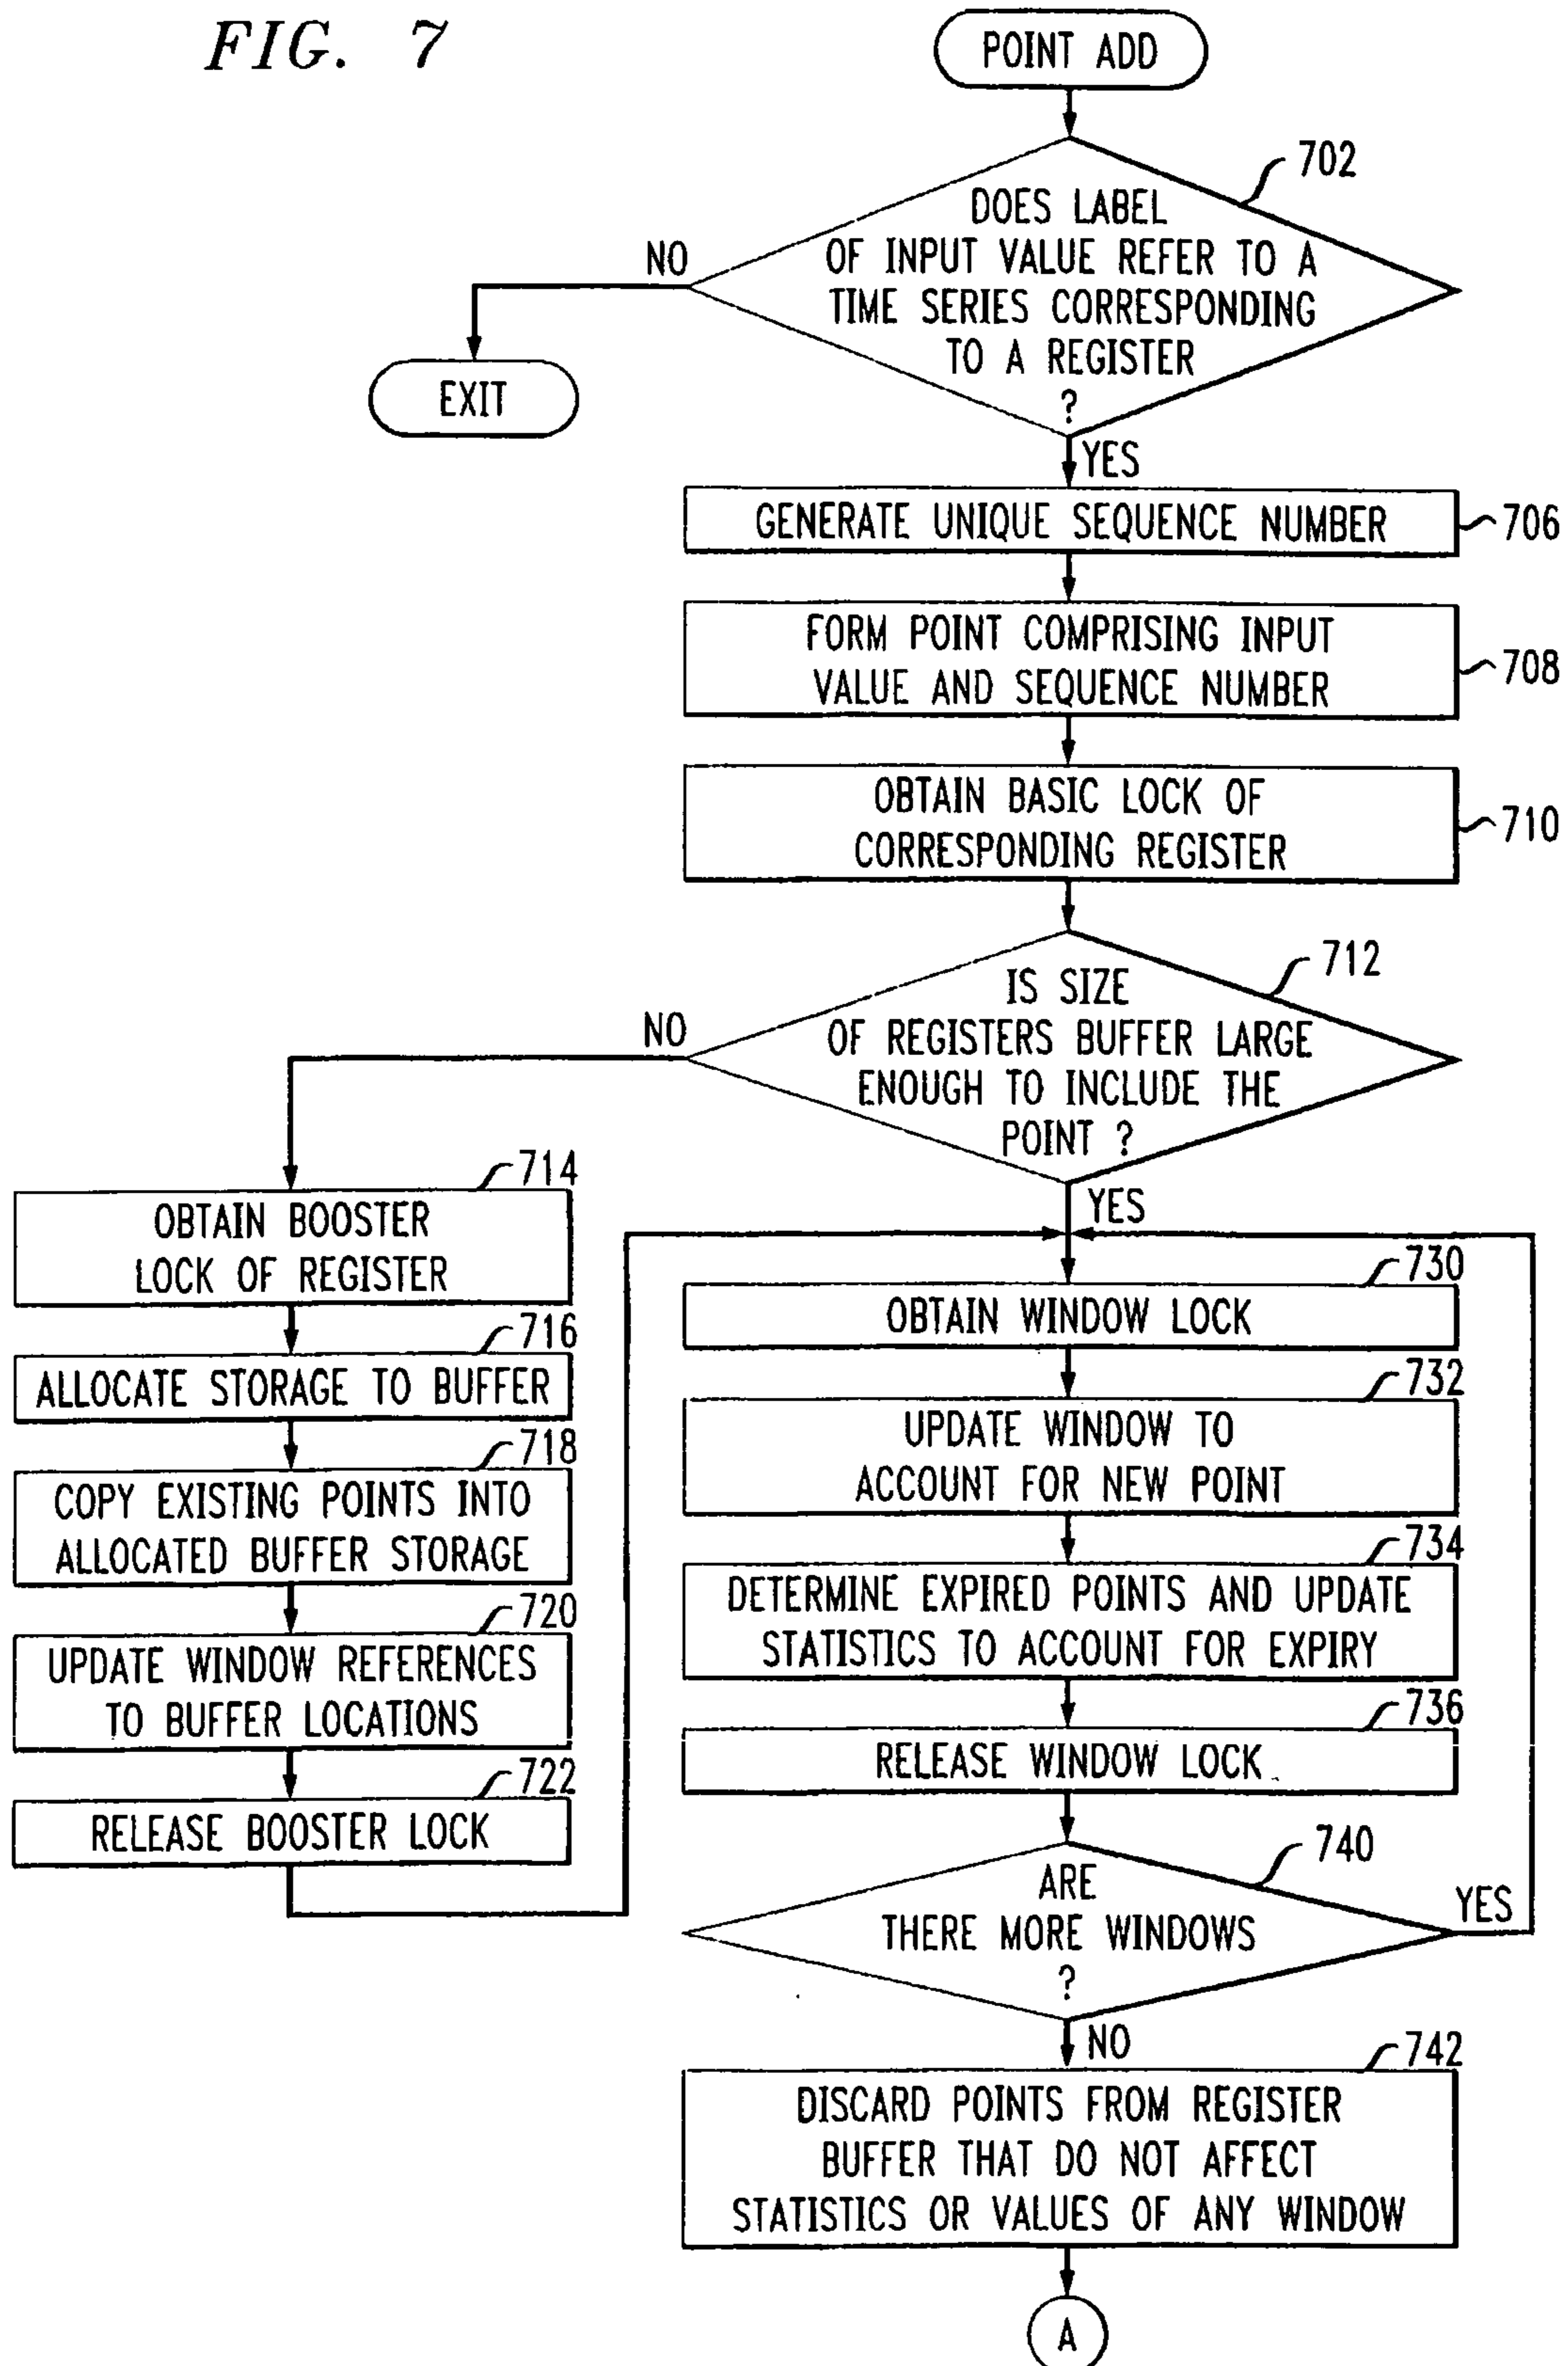 FIG. 7
POINT ADD
702
DOES LABEL
OF INPUT VALUE REFER TO A
TIME SERIES CORRESPONDING
TO A REGISTER
?
NO
EXIT
YES
GENERATE UNIQUE SEQUENCE NUMBER
706
FORM POINT COMPRISING INPUT
VALUE AND SEQUENCE NUMBER
708
OBTAIN BASIC LOCK OF
CORRESPONDING REGISTER
710
712
IS SIZE
OF REGISTERS BUFFER LARGE
ENOUGH TO INCLUDE THE
POINT ?
NO
YES
714
OBTAIN BOOSTER
LOCK OF REGISTER
716
ALLOCATE STORAGE TO BUFFER
718
COPY EXISTING POINTS INTO
ALLOCATED BUFFER STORAGE
720
UPDATE WINDOW REFERENCES
TO BUFFER LOCATIONS
722
RELEASE BOOSTER LOCK
730
OBTAIN WINDOW LOCK
732
UPDATE WINDOW TO
ACCOUNT FOR NEW POINT
734
DETERMINE EXPIRED POINTS AND UPDATE
STATISTICS TO ACCOUNT FOR EXPIRY
736
RELEASE WINDOW LOCK
740
ARE
THERE MORE WINDOWS
?
YES
NO
742
DISCARD POINTS FROM REGISTER
BUFFER THAT DO NOT AFFECT
STATISTICS OR VALUES OF ANY WINDOW
A